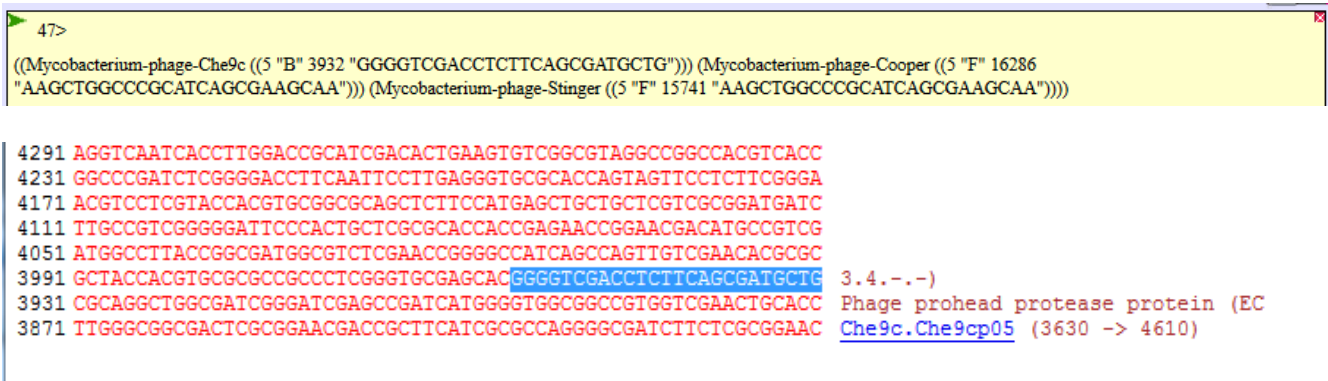 47>
((Mycobacterium-phage-Che9c ((5 "B" 3932 "GGGGTCGACCTCTTCAGCGATGCTG"))) (Mycobacterium-phage-Cooper ((5 "F" 16286
"AAGCTGGCCCGCATCAGCGAAGCAA"))) (Mycobacterium-phage-Stinger ((5 "F" 15741 "AAGCTGGCCCGCATCAGCGAAGCAA"))))
4291 AGGTCAATCACCTTGGACCGCATCGACACTGAAGTGTCGGCGTAGGCCGGCCACGTCACC
4231 GGCCCGATCTCGGGGACCTTCAATTCCTTGAGGGTGCGCACCAGTAGTTCCTCTTCGGGA
4171 ACGTCCTCGTACCACGTGCGGCGCAGCTCTTCCATGAGCTGCTGCTCGTCGCGGATGATC
4111 TTGCCGTCGGGGGATTCCCACTGCTCGCGCACCACCGAGAACCGGAACGACATGCCGTCG
4051 ATGGCCTTACCGGCGATGGCGTCTCGAACCGGGGCCATCAGCCAGTTGTCGAACACGCGC
3991 GCTACCACGTGCGCGCCGCCCTCGGGTGCGAGCACGGGGTCGACCTCTTCAGCGATGCTG 3.4.-.-)
3931 CGCAGGCTGGCGATCGGGATCGAGCCGATCATGGGGTGGCGGCCGTGGTCGAACTGCACC Phage prohead protease protein (EC
3871 TTGGGCGGCGACTCGCGGAACGACCGCTTCATCGCGCCAGGGGCGATCTTCTCGCGGAAC Che9c.Che9cp05 (3630 -> 4610)